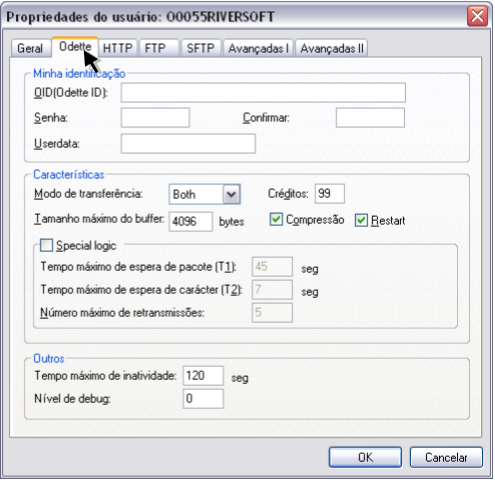 Propriedades do usuário: O0055RIVERSOFT
Geral Odette HTTP FTP SFTP Avançadas I Avançadas II
Minha identificação
OID(Odette ID):
Senha: Confirmar:
Userdata:
Características
Modo de transferência: Both Créditos: 99
Tamanho máximo do buffer: 4096 bytes Compressão Restart
Special logic
Tempo máximo de espera de pacote (T1): 45 seg
Tempo máximo de espera de carácter (T2): 7 seg
Número máximo de retransmissões: 5
Outros
Tempo máximo de inatividade: 120 seg
Nível de debug: 0
OK Cancelar